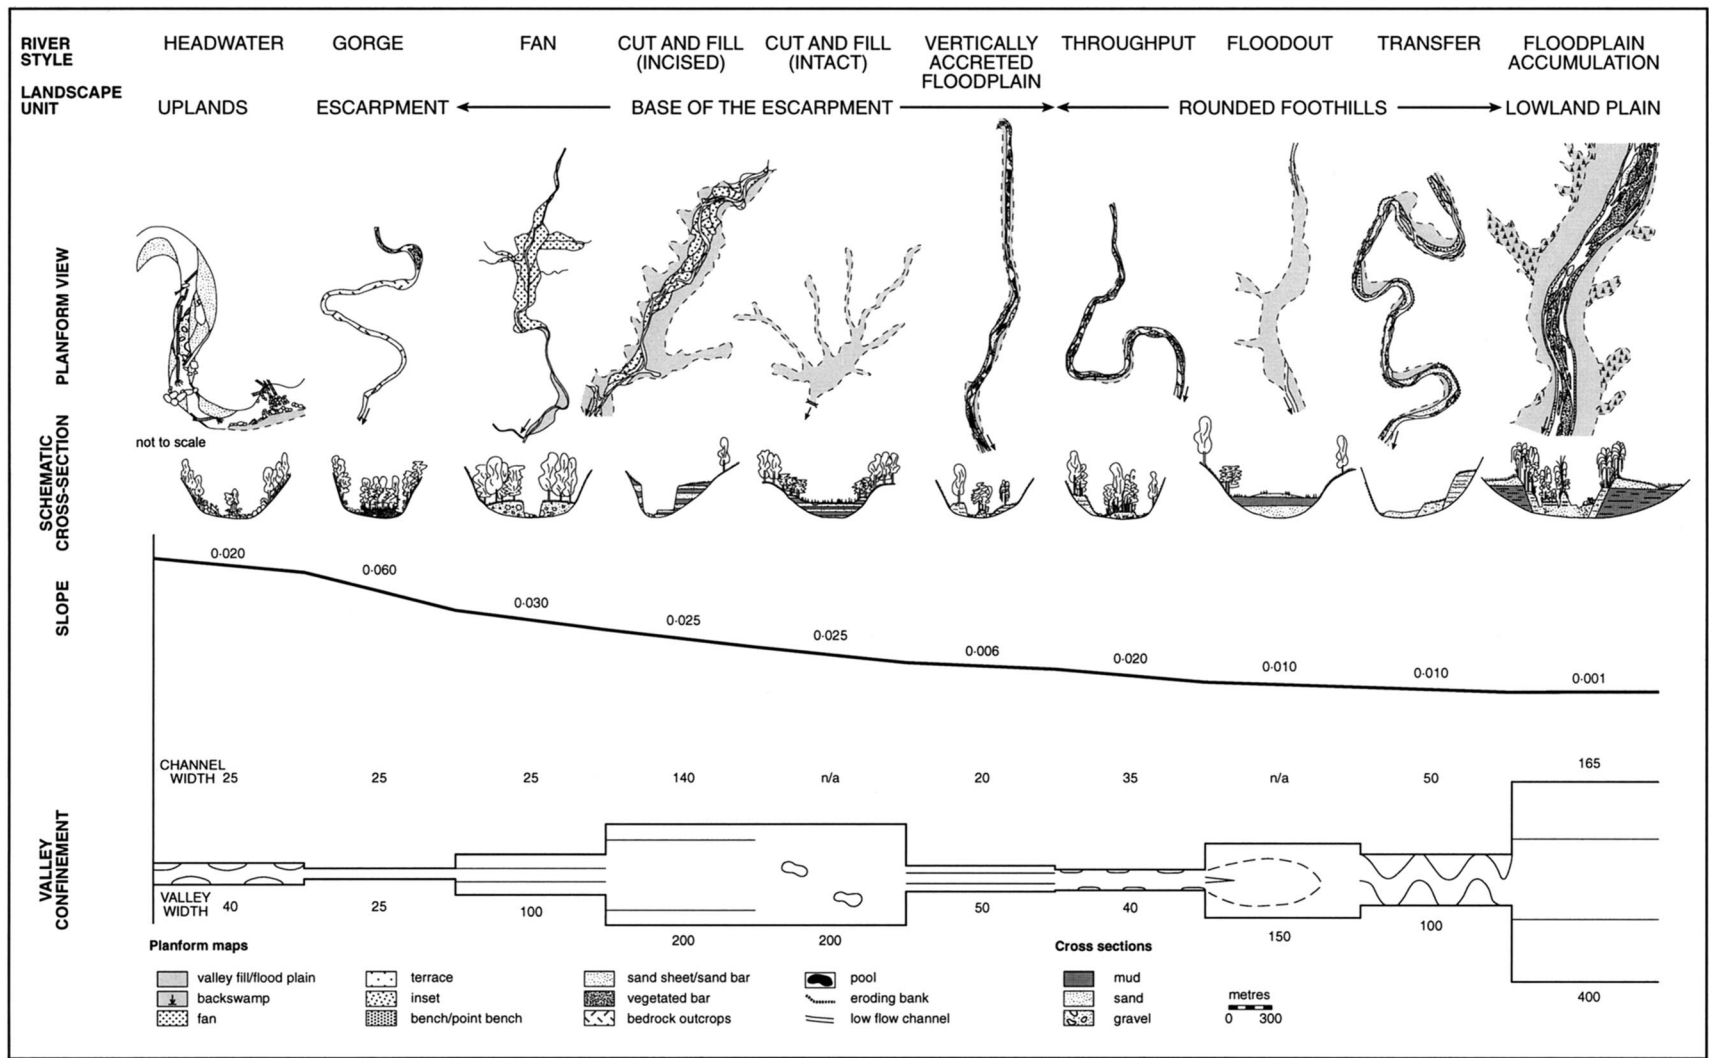 RIVER
STYLE
HEADWATER
GORGE
FAN
CUT AND FILL
(INCISED)
CUT AND FILL
(INTACT)
VERTICALLY
ACCRETED
FLOODPLAIN
THROUGHPUT
FLOODOUT
TRANSFER
FLOODPLAIN
ACCUMULATION
LANDSCAPE
UNIT
UPLANDS
ESCARPMENT
BASE OF THE ESCARPMENT
ROUNDED FOOTHILLS
LOWLAND PLAIN
PLANFORM VIEW
not to scale
SCHEMATIC
CROSS-SECTION
SLOPE
0·020
0·060
0·030
0·025
0·025
0·006
0·020
0·010
0·010
0·001
VALLEY
CONFINEMENT
CHANNEL
WIDTH 25
25
25
140
n/a
20
35
n/a
50
165
VALLEY
WIDTH 40
25
100
200
200
50
40
150
100
400
Planform maps
valley fill/flood plain
backswamp
fan
terrace
inset
bench/point bench
sand sheet/sand bar
vegetated bar
bedrock outcrops
pool
eroding bank
low flow channel
Cross sections
mud
sand
gravel
metres
0 300